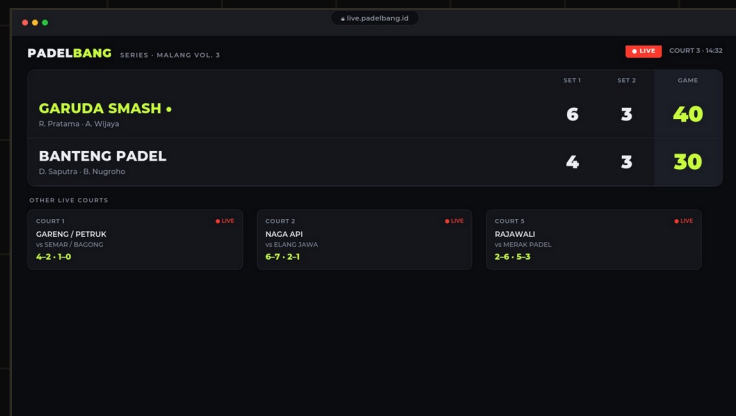 live.padelbang.id
PADELBANG SERIES · MALANG VOL. 3
LIVE COURT 3 · 14:32
SET 1 SET 2 GAME
GARUDA SMASH • 6 3 40
R. Pratama · A. Wijaya
BANTENG PADEL 4 3 30
D. Saputra · B. Nugroho
OTHER LIVE COURTS
COURT 1 ● LIVE
GARENG / PETRUK
vs SEMAR / BAGONG
4–2 · 1–0
COURT 2 ● LIVE
NAGA API
vs ELANG JAWA
6–7 · 2–1
COURT 5 ● LIVE
RAJAWALI
vs MERAK PADEL
2–6 · 5–3